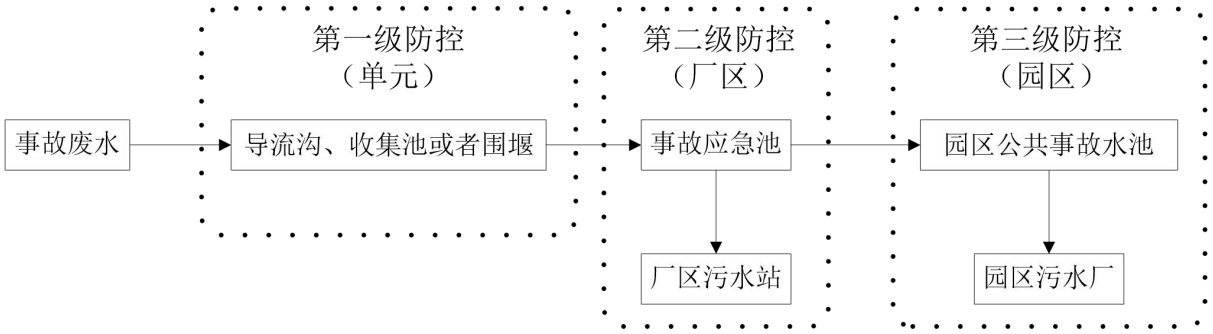 第一级防控
（单元）
第二级防控
（厂区）
第三级防控
（园区）
事故废水
导流沟、收集池或者围堰
事故应急池
园区公共事故水池
厂区污水站
园区污水厂